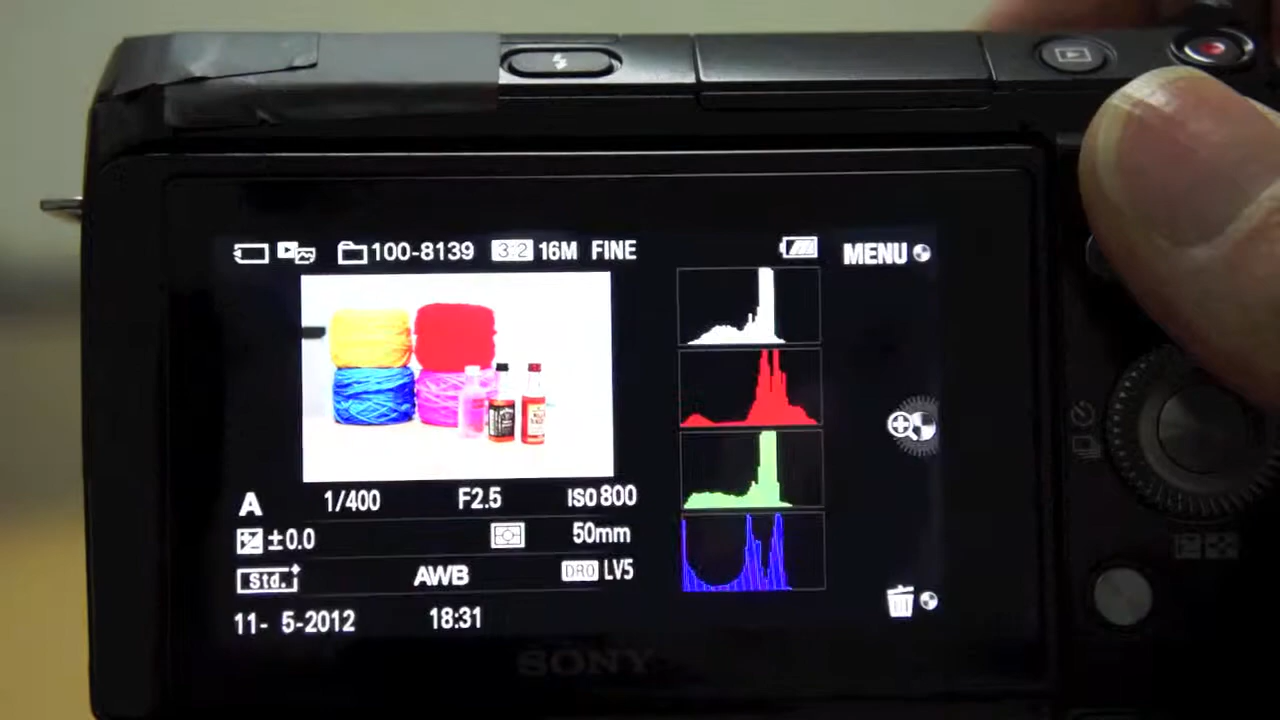 100-8139 3:2 16M FINE MENU
A 1/400 F2.5 ISO 800
±0.0 50mm
Std. AWB DRO LV5
11- 5-2012 18:31
SONY